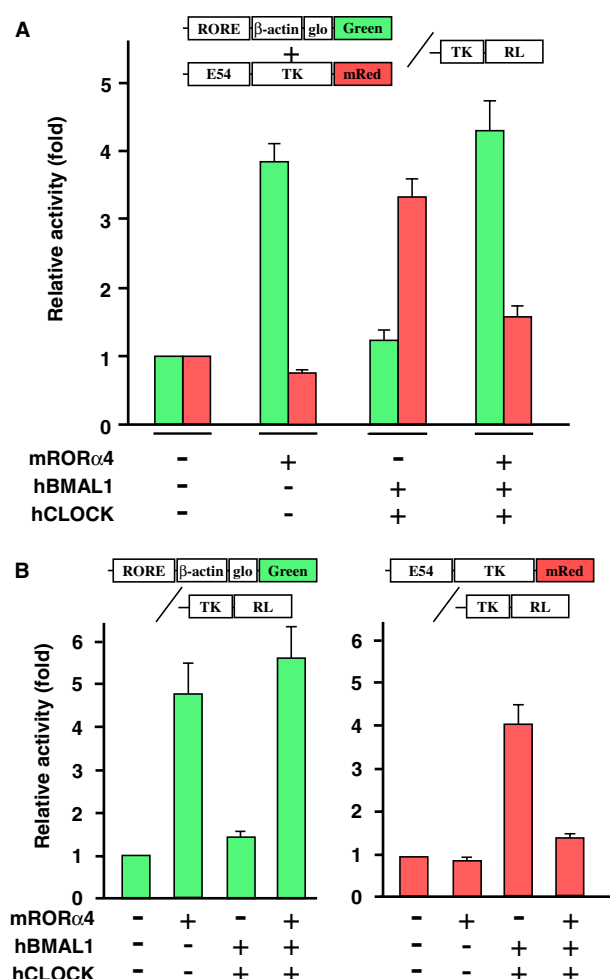 A
RORE β-actin glo Green
+
E54 TK mRed
TK RL
Relative activity (fold)
5
4
3
2
1
0
mRORα4 - + - +
hBMAL1 - - + +
hCLOCK - - + +
B
RORE β-actin glo Green
TK RL
E54 TK mRed
TK RL
Relative activity (fold)
6
5
4
3
2
1
0
6
5
4
3
2
1
0
mRORα4 - + - + - + - +
hBMAL1 - - + + - - + +
hCLOCK - - + + - - + +